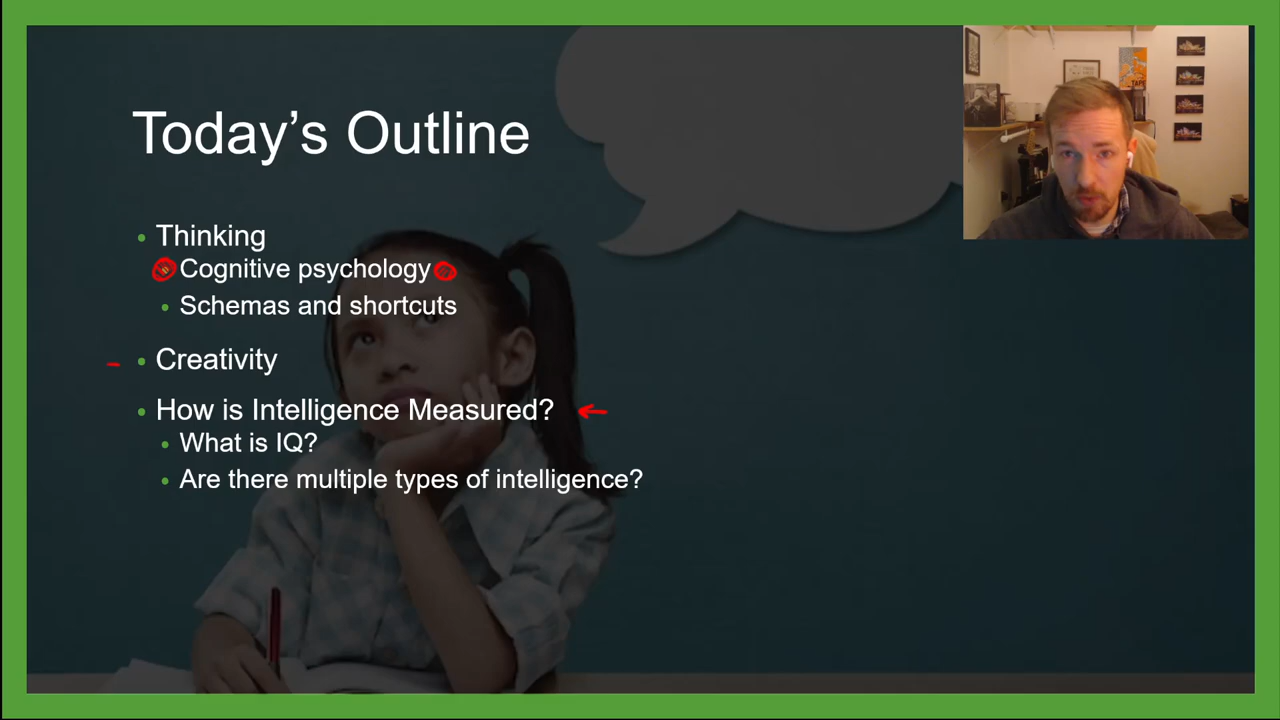 Today's Outline
Thinking
Cognitive psychology
Schemas and shortcuts
Creativity
How is Intelligence Measured?
What is IQ?
Are there multiple types of intelligence?